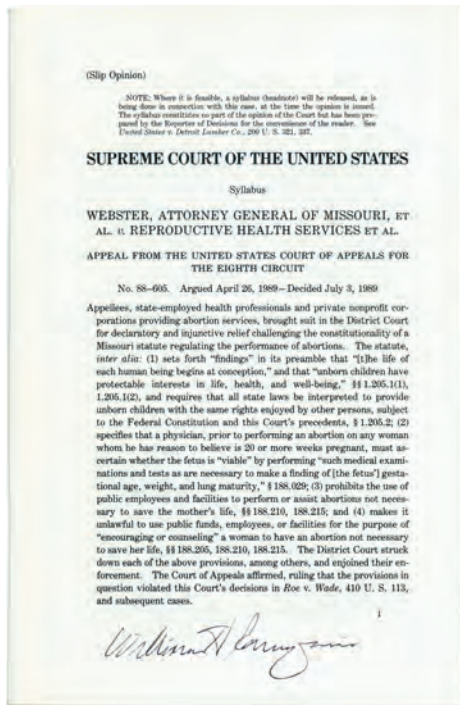 (Slip Opinion)
NOTE: Where it is feasible, a syllabus (headnote) will be released, as is
being done in connection with this case, at the time the opinion is issued.
The syllabus constitutes no part of the opinion of the Court but has been pre-
pared by the Reporter of Decisions for the convenience of the reader. See
United States v. Detroit Lumber Co., 200 U. S. 321, 337.
SUPREME COURT OF THE UNITED STATES
Syllabus
WEBSTER, ATTORNEY GENERAL OF MISSOURI, ET
AL. v. REPRODUCTIVE HEALTH SERVICES ET AL.
APPEAL FROM THE UNITED STATES COURT OF APPEALS FOR
THE EIGHTH CIRCUIT
No. 88–605. Argued April 26, 1989–Decided July 3, 1989
Appellees, state-employed health professionals and private nonprofit cor-
porations providing abortion services, brought suit in the District Court
for declaratory and injunctive relief challenging the constitutionality of a
Missouri statute regulating the performance of abortions. The statute,
inter alia: (1) sets forth “findings” in its preamble that “[t]he life of
each human being begins at conception,” and that “unborn children have
protectable interests in life, health, and well-being,” §§ 1.205.1(1),
1.205.1(2), and requires that all state laws be interpreted to provide
unborn children with the same rights enjoyed by other persons, subject
to the Federal Constitution and this Court’s precedents, § 1.205.2; (2)
specifies that a physician, prior to performing an abortion on any woman
whom he has reason to believe is 20 or more weeks pregnant, must as-
certain whether the fetus is “viable” by performing “such medical exami-
nations and tests as are necessary to make a finding of [the fetus’] gesta-
tional age, weight, and lung maturity,” § 188.029; (3) prohibits the use of
public employees and facilities to perform or assist abortions not neces-
sary to save the mother’s life, §§ 188.210, 188.215; and (4) makes it
unlawful to use public funds, employees, or facilities for the purpose of
“encouraging or counseling” a woman to have an abortion not necessary
to save her life, §§ 188.205, 188.210, 188.215. The District Court struck
down each of the above provisions, among others, and enjoined their en-
forcement. The Court of Appeals affirmed, ruling that the provisions in
question violated this Court’s decisions in Roe v. Wade, 410 U. S. 113,
and subsequent cases.
I
William